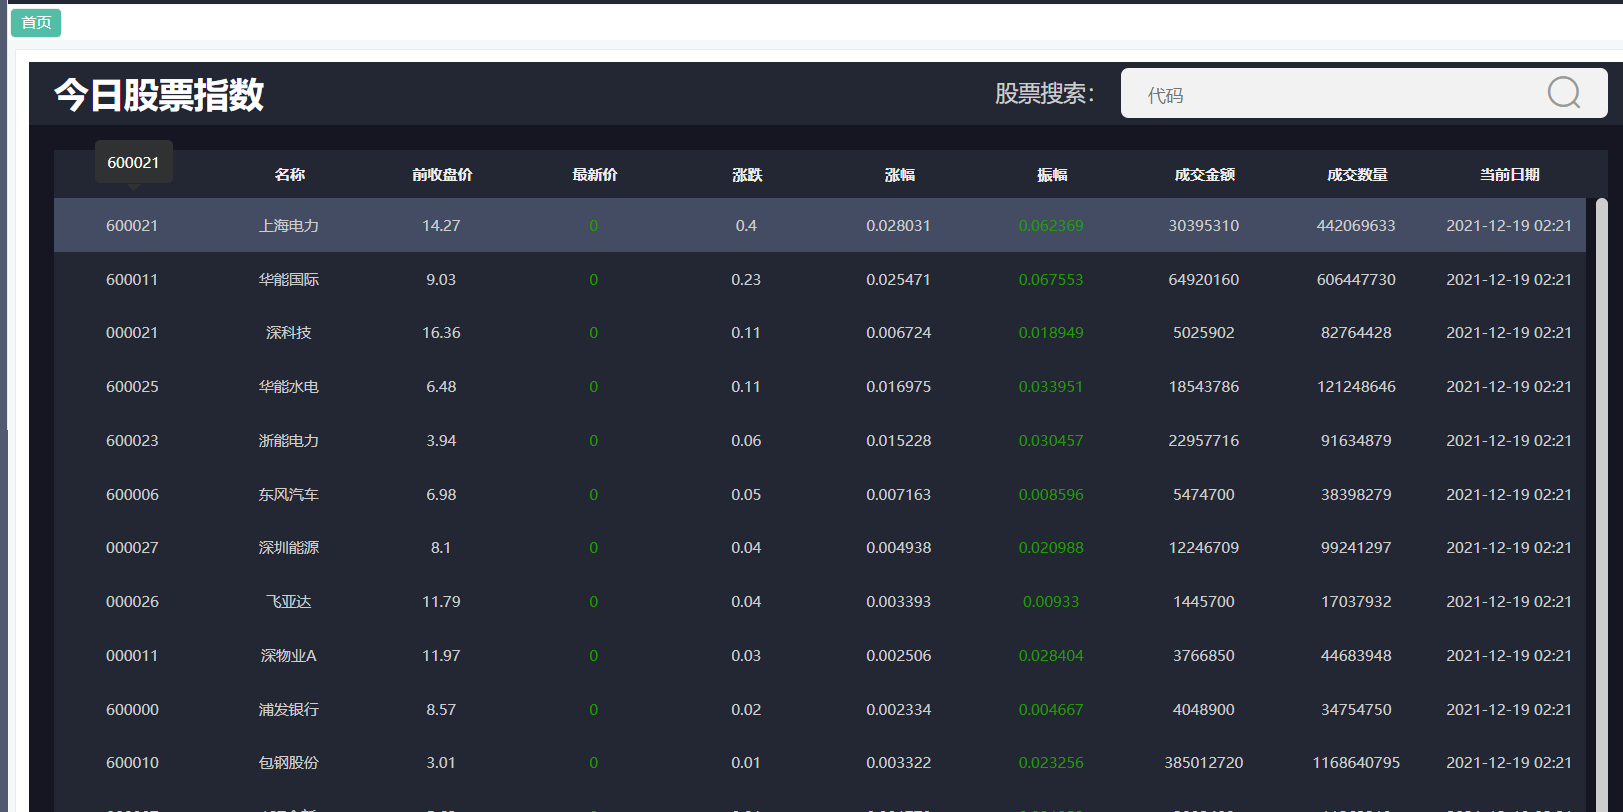 首页
今日股票指数 股票搜索: 代码
600021
名称 前收盘价 最新价 涨跌 涨幅 振幅 成交金额 成交数量 当前日期
600021 上海电力 14.27 0 0.4 0.028031 0.062369 30395310 442069633 2021-12-19 02:21
600011 华能国际 9.03 0 0.23 0.025471 0.067553 64920160 606447730 2021-12-19 02:21
000021 深科技 16.36 0 0.11 0.006724 0.018949 5025902 82764428 2021-12-19 02:21
600025 华能水电 6.48 0 0.11 0.016975 0.033951 18543786 121248646 2021-12-19 02:21
600023 浙能电力 3.94 0 0.06 0.015228 0.030457 22957716 91634879 2021-12-19 02:21
600006 东风汽车 6.98 0 0.05 0.007163 0.008596 5474700 38398279 2021-12-19 02:21
000027 深圳能源 8.1 0 0.04 0.004938 0.020988 12246709 99241297 2021-12-19 02:21
000026 飞亚达 11.79 0 0.04 0.003393 0.00933 1445700 17037932 2021-12-19 02:21
000011 深物业A 11.97 0 0.03 0.002506 0.028404 3766850 44683948 2021-12-19 02:21
600000 浦发银行 8.57 0 0.02 0.002334 0.004667 4048900 34754750 2021-12-19 02:21
600010 包钢股份 3.01 0 0.01 0.003322 0.023256 385012720 1168640795 2021-12-19 02:21